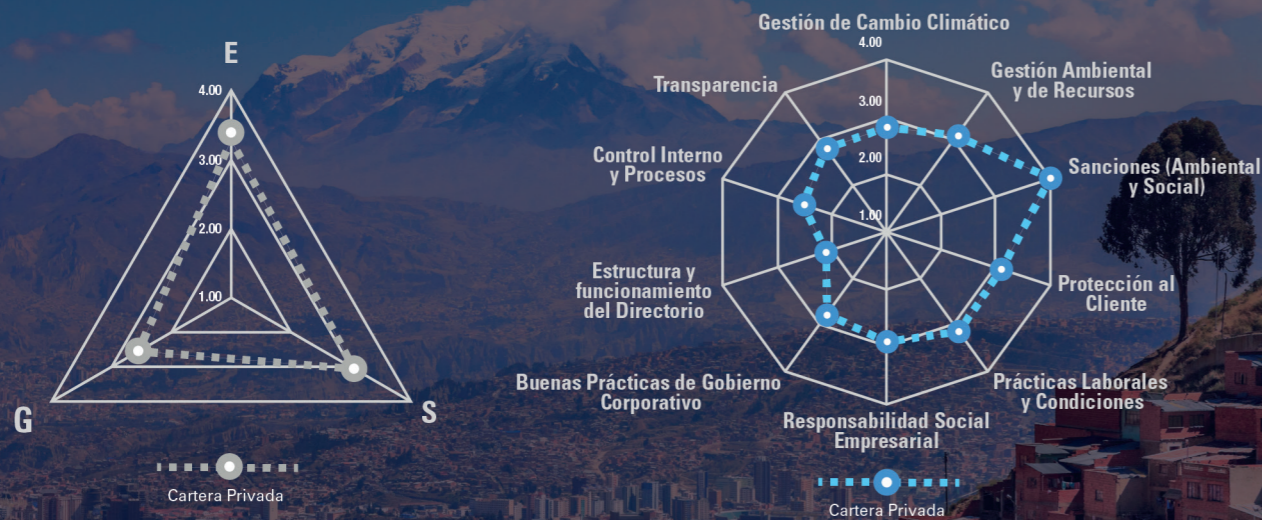 E
4.00
3.00
2.00
1.00
G
S
Cartera Privada
Gestión de Cambio Climático
4.00
3.00
2.00
1.00
Gestión Ambiental
y de Recursos
Sanciones (Ambiental
y Social)
Protección al
Cliente
Prácticas Laborales
y Condiciones
Responsabilidad Social
Empresarial
Buenas Prácticas de Gobierno
Corporativo
Estructura y
funcionamiento
del Directorio
Control Interno
y Procesos
Transparencia
Cartera Privada